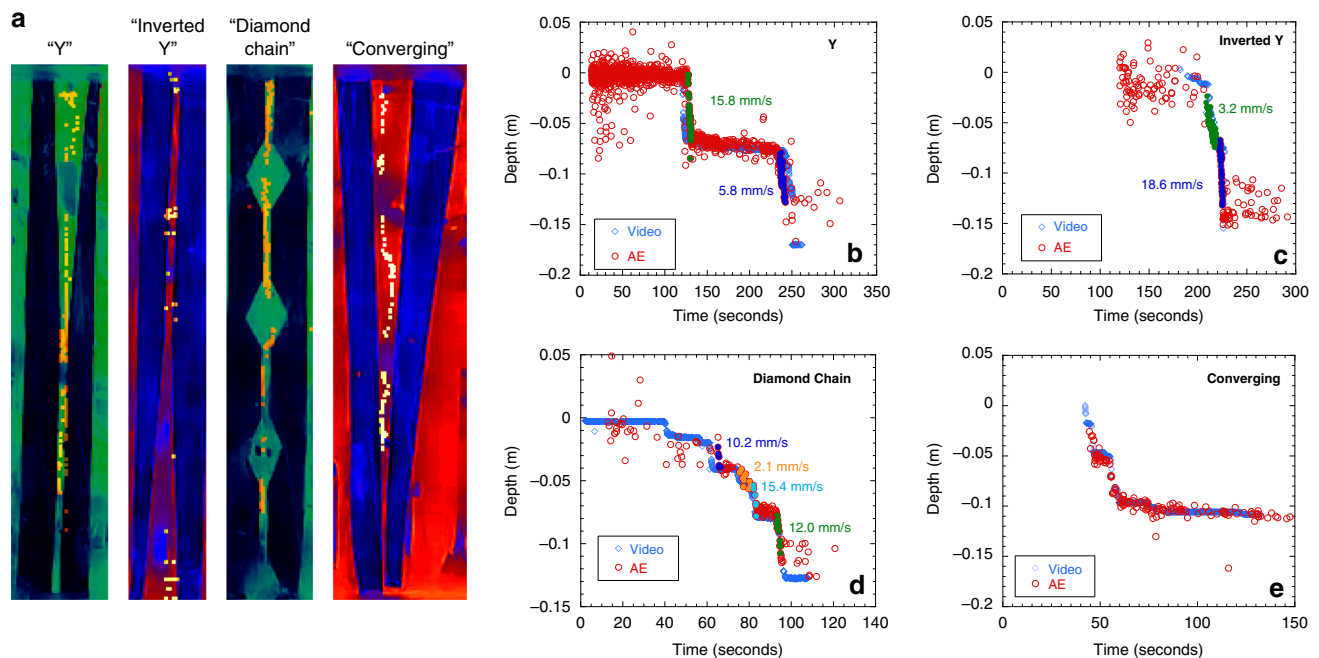 a
"Y"
"Inverted
Y"
"Diamond
chain"
"Converging"
0.05
0
−0.05
−0.1
−0.15
−0.2
Depth (m)
Y
15.8 mm/s
5.8 mm/s
Video
AE
b
0 50 100 150 200 250 300 350
Time (seconds)
0.05
0
−0.05
−0.1
−0.15
−0.2
Depth (m)
Inverted Y
3.2 mm/s
18.6 mm/s
Video
AE
c
0 50 100 150 200 250 300
Time (seconds)
0.05
0
−0.05
−0.1
−0.15
Depth (m)
Diamond Chain
10.2 mm/s
2.1 mm/s
15.4 mm/s
12.0 mm/s
Video
AE
d
0 20 40 60 80 100 120 140
Time (seconds)
0.05
0
−0.05
−0.1
−0.15
−0.2
Depth (m)
Converging
Video
AE
e
0 50 100 150
Time (seconds)